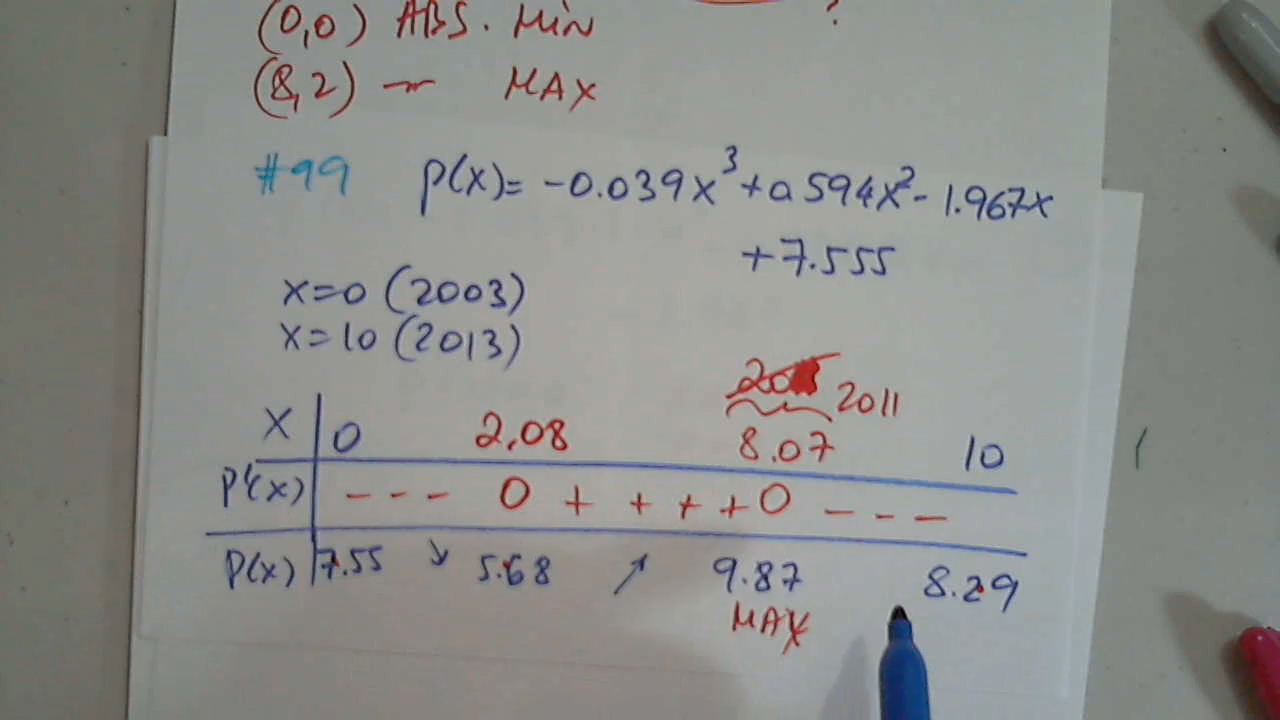 (0,0) ABS. MIN ?
(8,2) — MAX
#99 P(x)= -0.039x³+0.594x²- 1.967x
+7.555
x=0 (2003)
x=10 (2013)
2011
X 0 2.08 8.07 10
P'(x) - - - 0 + + + + 0 - - -
P(x) 7.55 ↘ 5.68 ↗ 9.87 8.29
MAX